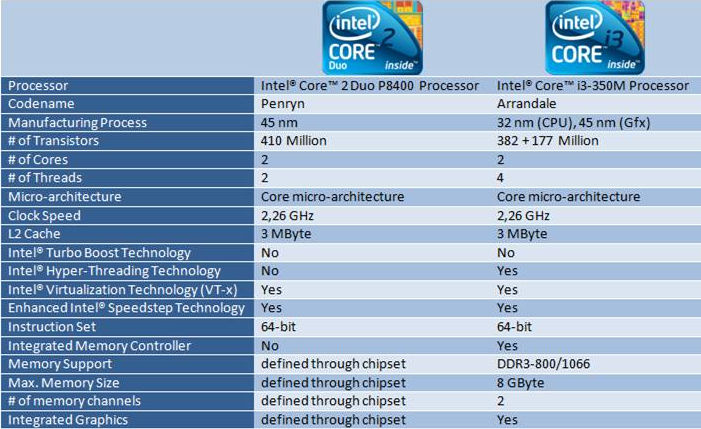 intel® CORE™ 2 Duo inside™
intel® CORE™ i3 inside™
Processor Intel® Core™ 2 Duo P8400 Processor Intel® Core™ i3-350M Processor
Codename Penryn Arrandale
Manufacturing Process 45 nm 32 nm (CPU), 45 nm (Gfx)
# of Transistors 410 Million 382 + 177 Million
# of Cores 2 2
# of Threads 2 4
Micro-architecture Core micro-architecture Core micro-architecture
Clock Speed 2,26 GHz 2,26 GHz
L2 Cache 3 MByte 3 MByte
Intel® Turbo Boost Technology No No
Intel® Hyper-Threading Technology No Yes
Intel® Virtualization Technology (VT-x) Yes Yes
Enhanced Intel® Speedstep Technology Yes Yes
Instruction Set 64-bit 64-bit
Integrated Memory Controller No Yes
Memory Support defined through chipset DDR3-800/1066
Max. Memory Size defined through chipset 8 GByte
# of memory channels defined through chipset 2
Integrated Graphics defined through chipset Yes